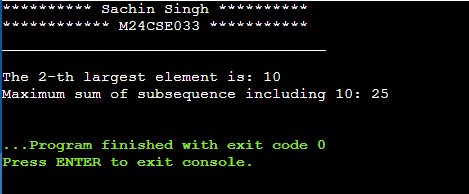 ********** Sachin Singh **********
************ M24CSE033 ***********
____________________________________
The 2-th largest element is: 10
Maximum sum of subsequence including 10: 25
...Program finished with exit code 0
Press ENTER to exit console.